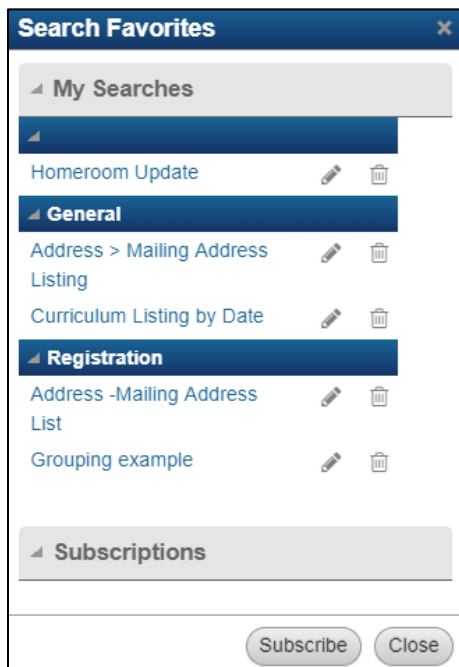 Search Favorites
My Searches
Homeroom Update
General
Address > Mailing Address
Listing
Curriculum Listing by Date
Registration
Address -Mailing Address
List
Grouping example
Subscriptions
Subscribe Close